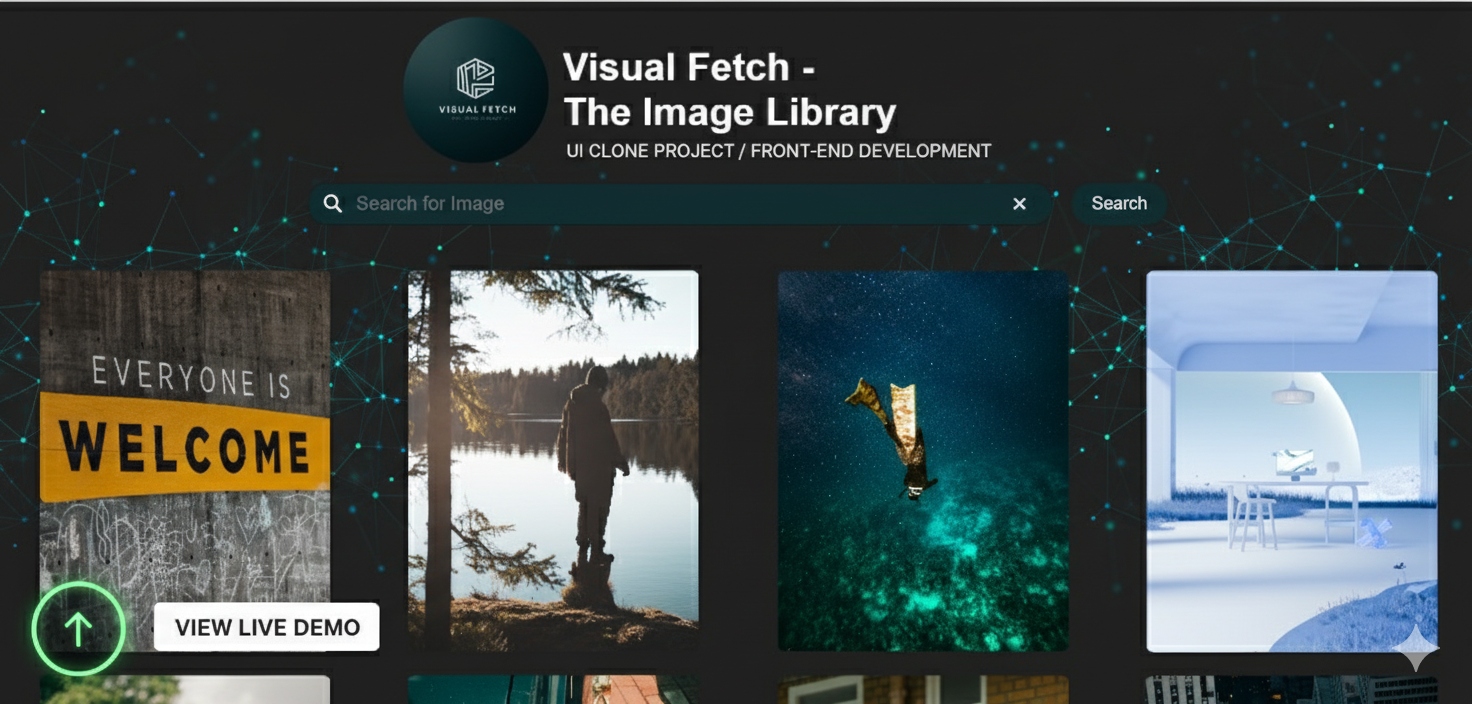 VISUAL FETCH
Visual Fetch -
The Image Library
UI CLONE PROJECT / FRONT-END DEVELOPMENT
Search for Image
Search
EVERYONE IS
WELCOME
VIEW LIVE DEMO